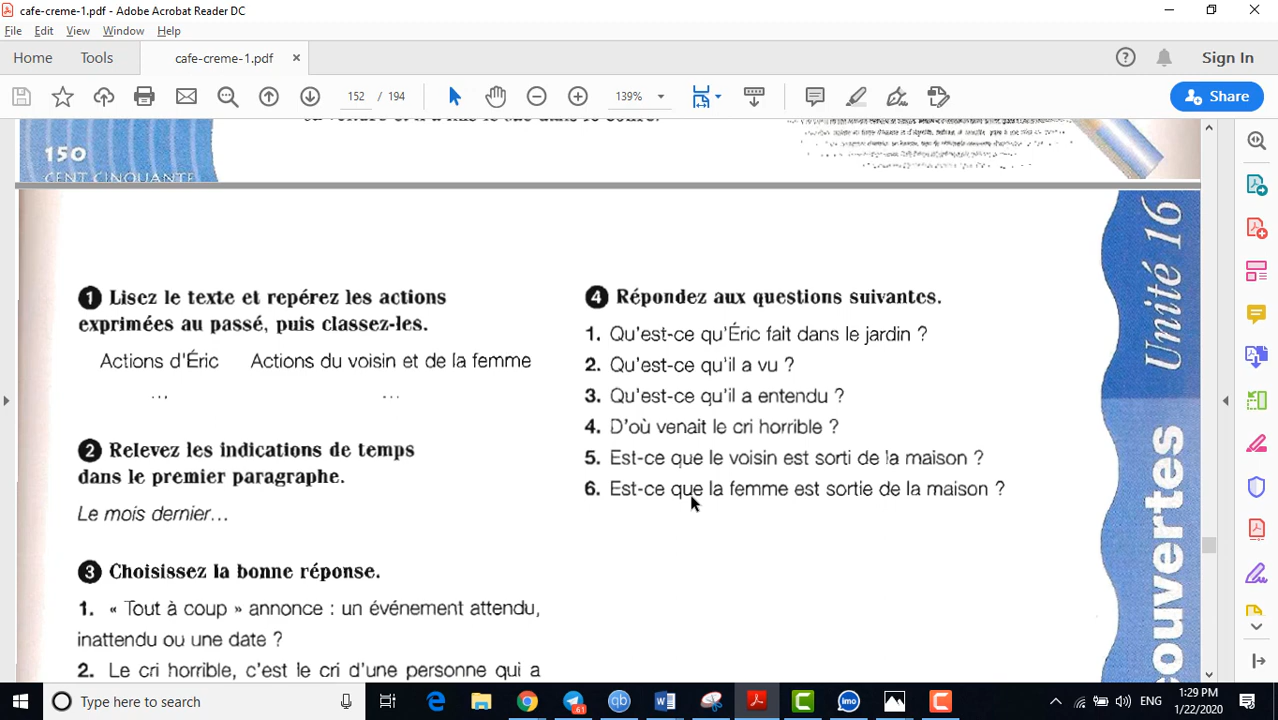 cafe-creme-1.pdf - Adobe Acrobat Reader DC
File Edit View Window Help
Home Tools cafe-creme-1.pdf × Sign In
152 / 194 139% Share
150
CENT CINQUANTE
1 Lisez le texte et repérez les actions
exprimées au passé, puis classez-les.
Actions d'Éric Actions du voisin et de la femme
... ...
2 Relevez les indications de temps
dans le premier paragraphe.
Le mois dernier...
3 Choisissez la bonne réponse.
1. « Tout à coup » annonce : un événement attendu,
inattendu ou une date ?
2. Le cri horrible, c'est le cri d'une personne qui a
4 Répondez aux questions suivantes.
1. Qu'est-ce qu'Éric fait dans le jardin ?
2. Qu'est-ce qu'il a vu ?
3. Qu'est-ce qu'il a entendu ?
4. D'où venait le cri horrible ?
5. Est-ce que le voisin est sorti de la maison ?
6. Est-ce que la femme est sortie de la maison ?
Unité 16
couvertes
Type here to search
61
qb
imo
ENG
1:29 PM
1/22/2020